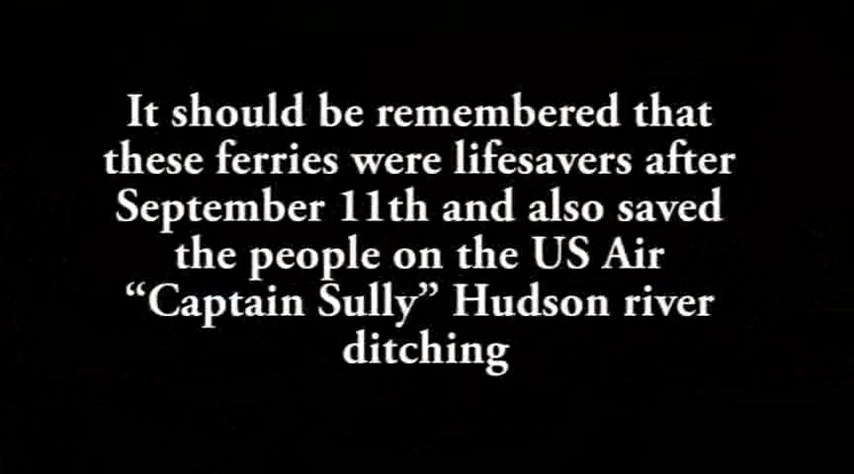 It should be remembered that
these ferries were lifesavers after
September 11th and also saved
the people on the US Air
“Captain Sully” Hudson river
ditching